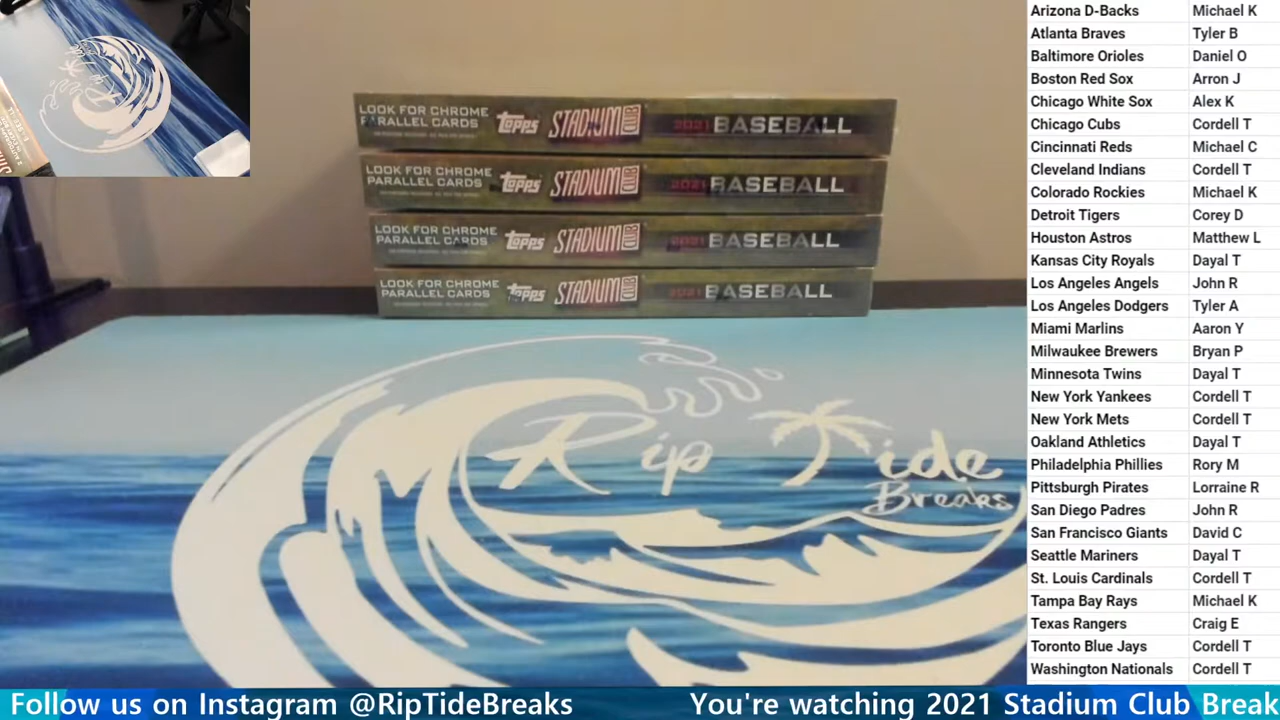 LOOK FOR CHROME
PARALLEL CARDS
Topps STADIUM CLUB 2021 BASEBALL
LOOK FOR CHROME
PARALLEL CARDS
Topps STADIUM CLUB 2021 BASEBALL
LOOK FOR CHROME
PARALLEL CARDS
Topps STADIUM CLUB 2021 BASEBALL
LOOK FOR CHROME
PARALLEL CARDS
Topps STADIUM CLUB 2021 BASEBALL
Rip Tide
Breaks
Arizona D-Backs Michael K
Atlanta Braves Tyler B
Baltimore Orioles Daniel O
Boston Red Sox Arron J
Chicago White Sox Alex K
Chicago Cubs Cordell T
Cincinnati Reds Michael C
Cleveland Indians Cordell T
Colorado Rockies Michael K
Detroit Tigers Corey D
Houston Astros Matthew L
Kansas City Royals Dayal T
Los Angeles Angels John R
Los Angeles Dodgers Tyler A
Miami Marlins Aaron Y
Milwaukee Brewers Bryan P
Minnesota Twins Dayal T
New York Yankees Cordell T
New York Mets Cordell T
Oakland Athletics Dayal T
Philadelphia Phillies Rory M
Pittsburgh Pirates Lorraine R
San Diego Padres John R
San Francisco Giants David C
Seattle Mariners Dayal T
St. Louis Cardinals Cordell T
Tampa Bay Rays Michael K
Texas Rangers Craig E
Toronto Blue Jays Cordell T
Washington Nationals Cordell T
Follow us on Instagram @RipTideBreaks You're watching 2021 Stadium Club Break